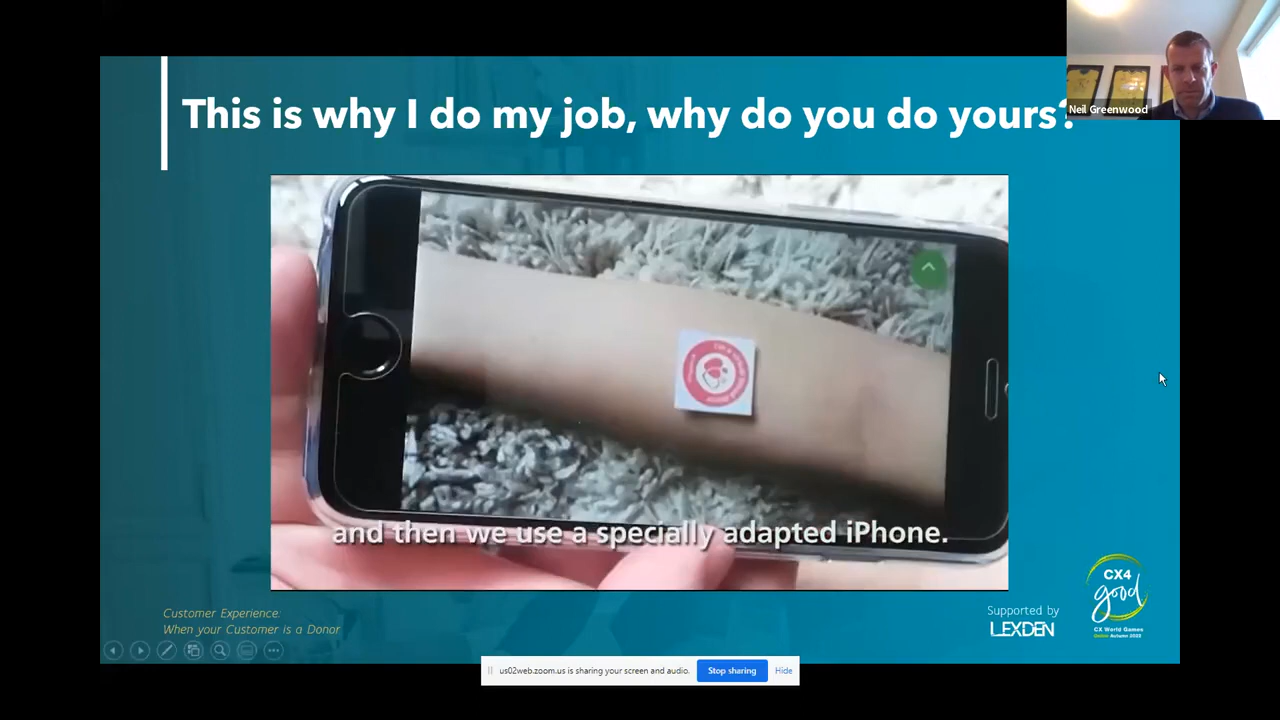 Neil Greenwood
This is why I do my job, why do you do yours?
and then we use a specially adapted iPhone.
Customer Experience:
When your Customer is a Donor
Supported by
LEXDEN
CX4
good
CX World Games
us02web.zoom.us is sharing your screen and audio.
Stop sharing
Hide